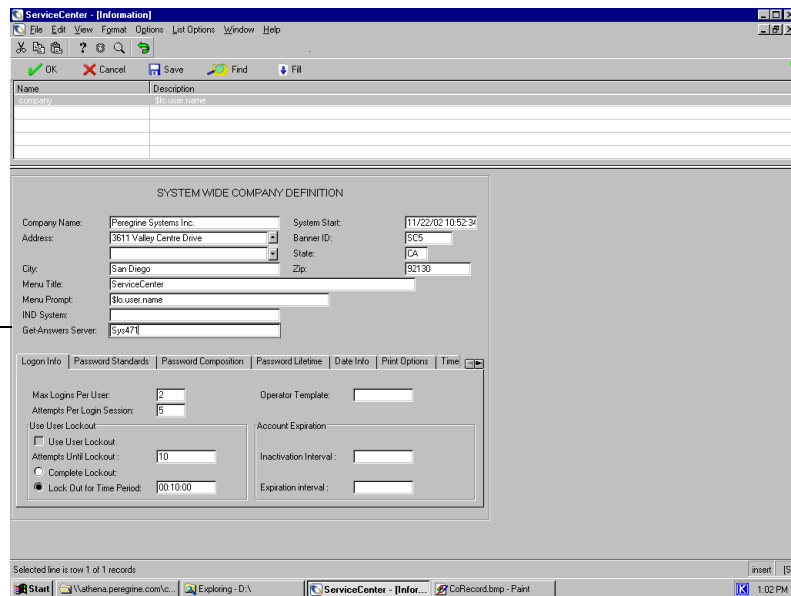 ServiceCenter - [Information]
File Edit View Format Options List Options Window Help
OK Cancel Save Find Fill
Name Description
company $lo.user.name
SYSTEM WIDE COMPANY DEFINITION
Company Name: Peregrine Systems Inc. System Start: 11/22/02 10:52:34
Address: 3611 Valley Centre Drive Banner ID: SC5
State: CA
City: San Diego Zip: 92130
Menu Title: ServiceCenter
Menu Prompt: $lo.user.name
IND System:
Get-Answers Server: Sys471
Logon Info Password Standards Password Composition Password Lifetime Date Info Print Options Time
Max Logins Per User: 2 Operator Template:
Attempts Per Login Session: 5
Use User Lockout Account Expiration
Use User Lockout
Attempts Until Lockout : 10 Inactivation Interval :
Complete Lockout:
Lock Out for Time Period: 00:10:00 Expiration interval :
Selected line is row 1 of 1 records insert [S
Start \\athena.peregrine.com\c... Exploring - D:\ ServiceCenter - [Infor... CoRecord.bmp - Paint K 1:02 PM